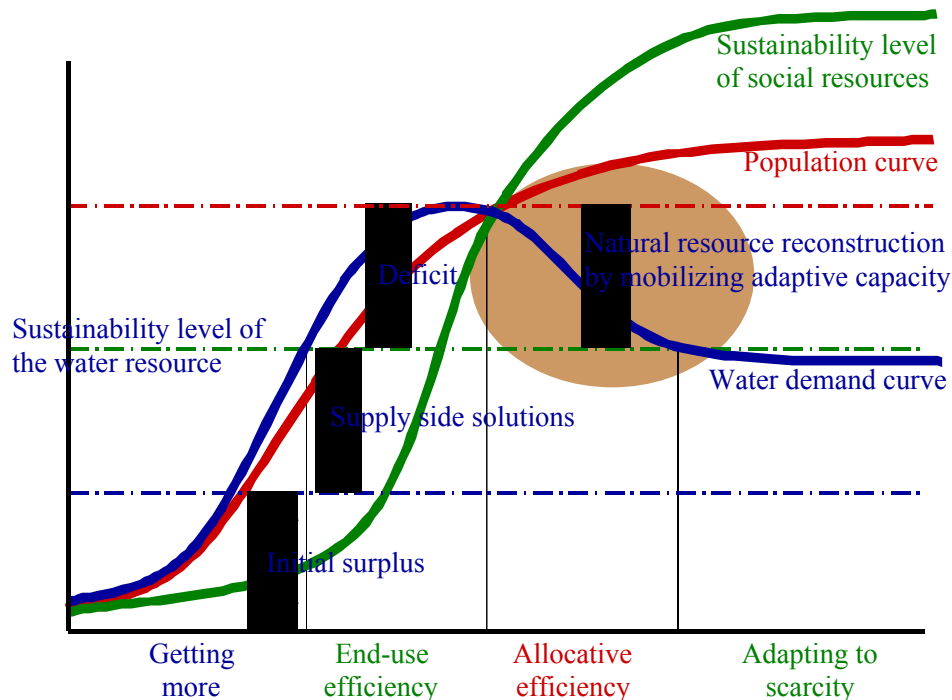 Sustainability level
of social resources
Population curve
Natural resource reconstruction
by mobilizing adaptive capacity
Deficit
Sustainability level of
the water resource
Water demand curve
Supply side solutions
Initial surplus
Getting
more
End-use
efficiency
Allocative
efficiency
Adapting to
scarcity